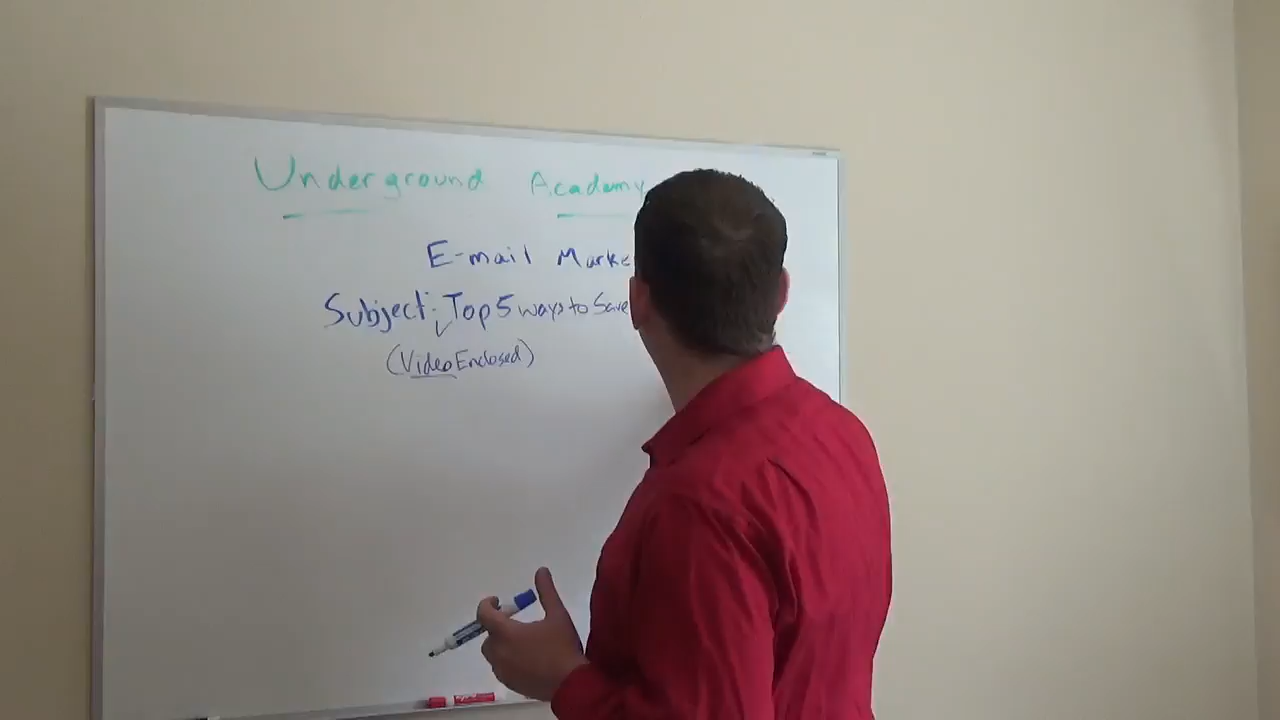 Underground Academy
E-mail Marke
Subject: Top 5 ways to Save
(Video Enclosed)